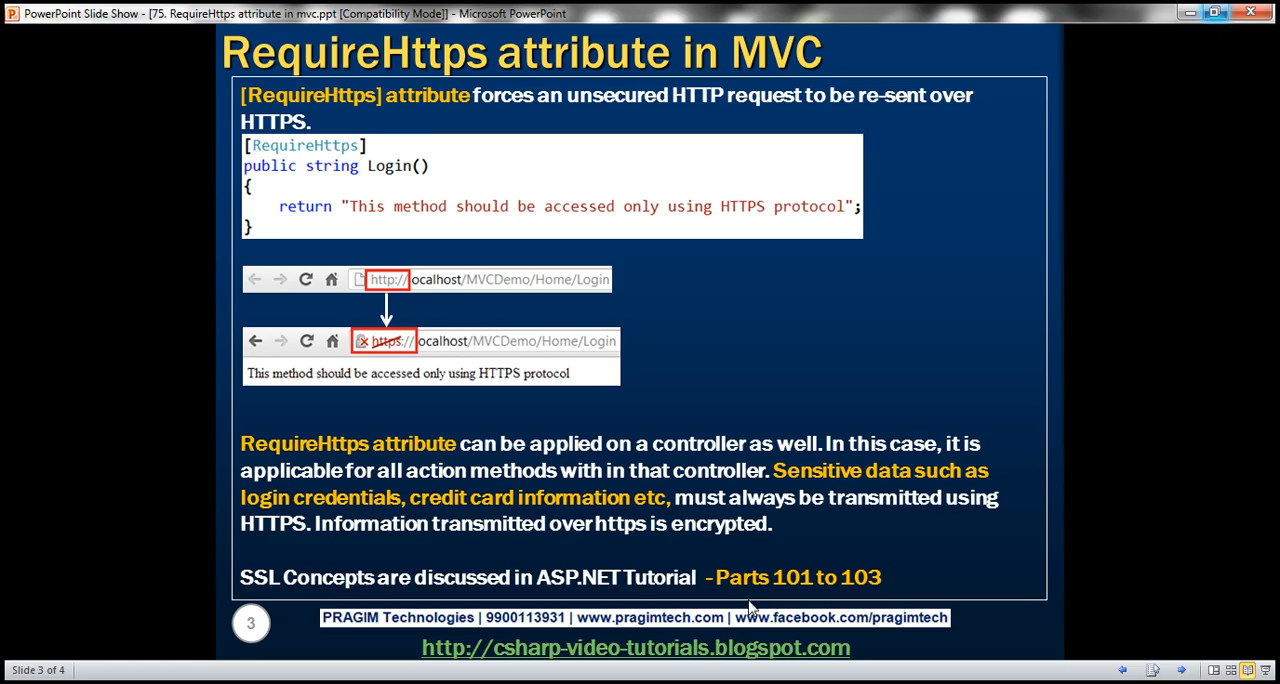 PowerPoint Slide Show - [75. RequireHttps attribute in mvc.ppt [Compatibility Mode]] - Microsoft PowerPoint
RequireHttps attribute in MVC
[RequireHttps] attribute forces an unsecured HTTP request to be re-sent over
HTTPS.
[RequireHttps]
public string Login()
{
return "This method should be accessed only using HTTPS protocol";
}
http://localhost/MVCDemo/Home/Login
https://localhost/MVCDemo/Home/Login
This method should be accessed only using HTTPS protocol
RequireHttps attribute can be applied on a controller as well. In this case, it is
applicable for all action methods with in that controller. Sensitive data such as
login credentials, credit card information etc, must always be transmitted using
HTTPS. Information transmitted over https is encrypted.
SSL Concepts are discussed in ASP.NET Tutorial - Parts 101 to 103
3
PRAGIM Technologies | 9900113931 | www.pragimtech.com | www.facebook.com/pragimtech
http://csharp-video-tutorials.blogspot.com
Slide 3 of 4